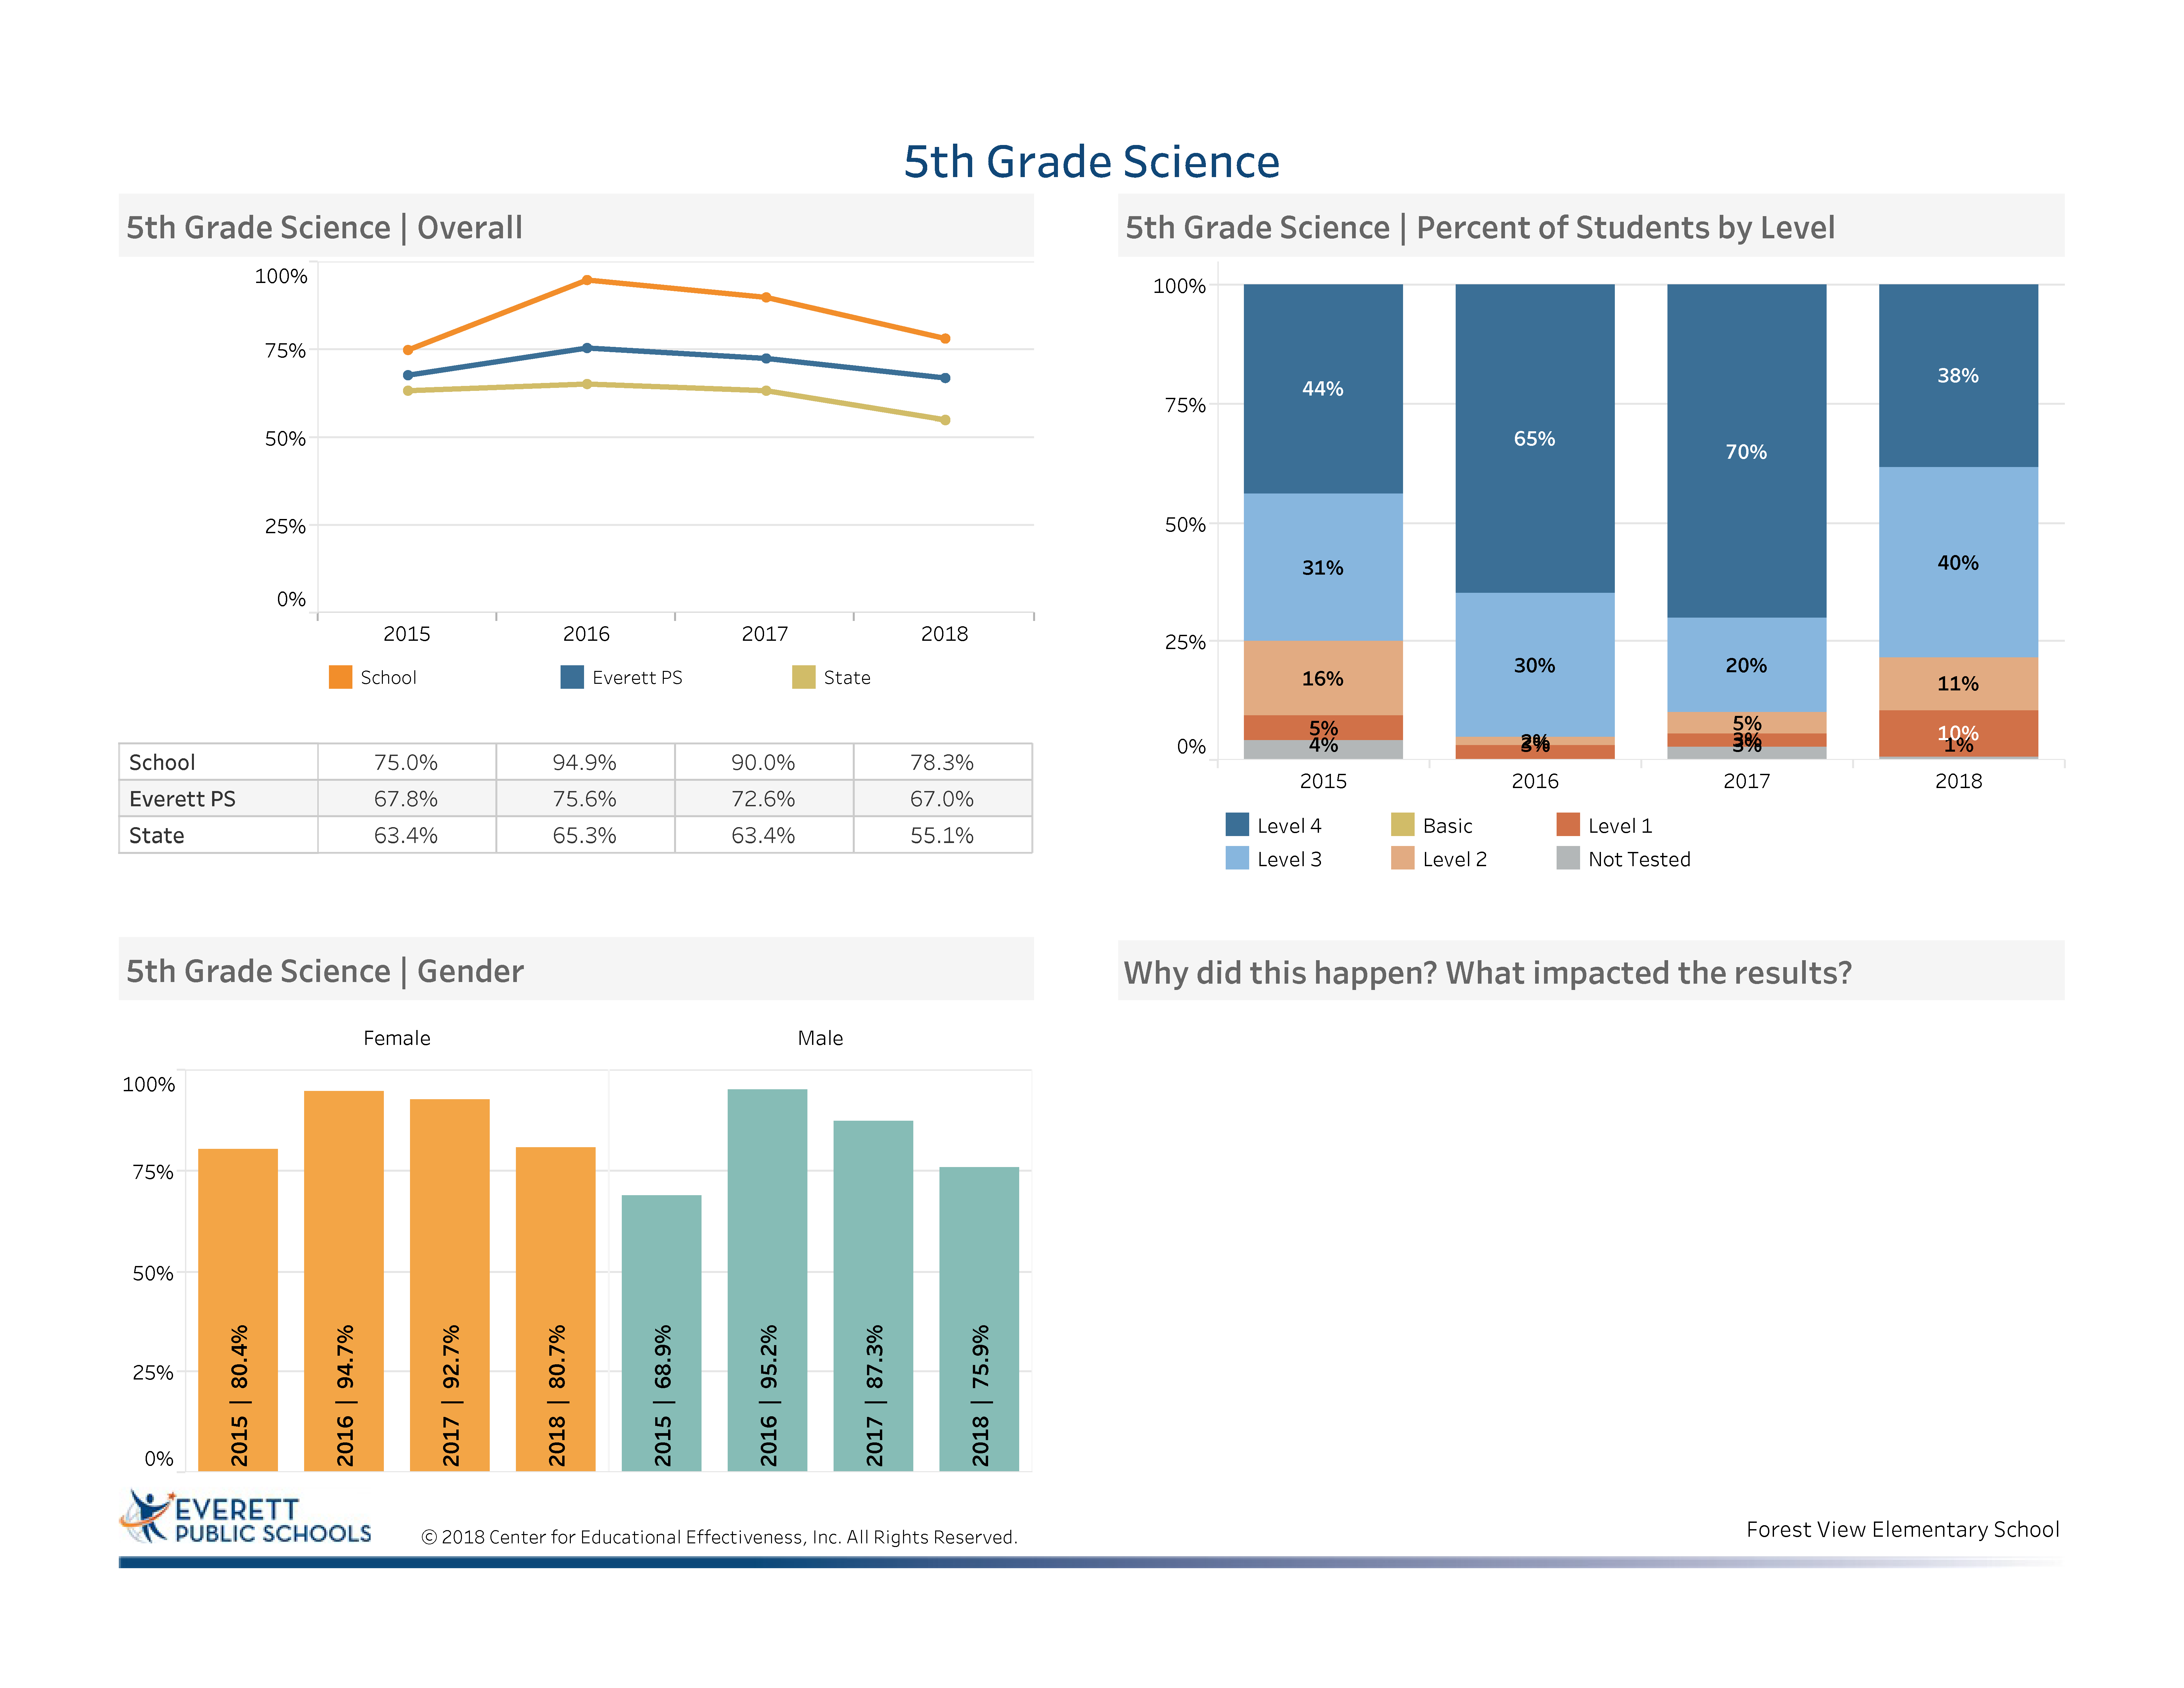 5th Grade Science
5th Grade Science | Overall
100%
75%
50%
25%
0%
2015 2016 2017 2018
School Everett PS State
School 75.0% 94.9% 90.0% 78.3%
Everett PS 67.8% 75.6% 72.6% 67.0%
State 63.4% 65.3% 63.4% 55.1%
5th Grade Science | Percent of Students by Level
100%
75%
50%
25%
0%
44%
31%
16%
5%
4%
65%
30%
2%
3%
70%
20%
5%
3%
3%
38%
40%
11%
10%
1%
2015 2016 2017 2018
Level 4 Basic Level 1
Level 3 Level 2 Not Tested
5th Grade Science | Gender
Female Male
100%
75%
50%
25%
0%
2015 | 80.4%
2016 | 94.7%
2017 | 92.7%
2018 | 80.7%
2015 | 68.9%
2016 | 95.2%
2017 | 87.3%
2018 | 75.9%
Why did this happen? What impacted the results?
EVERETT
PUBLIC SCHOOLS
© 2018 Center for Educational Effectiveness, Inc. All Rights Reserved.
Forest View Elementary School